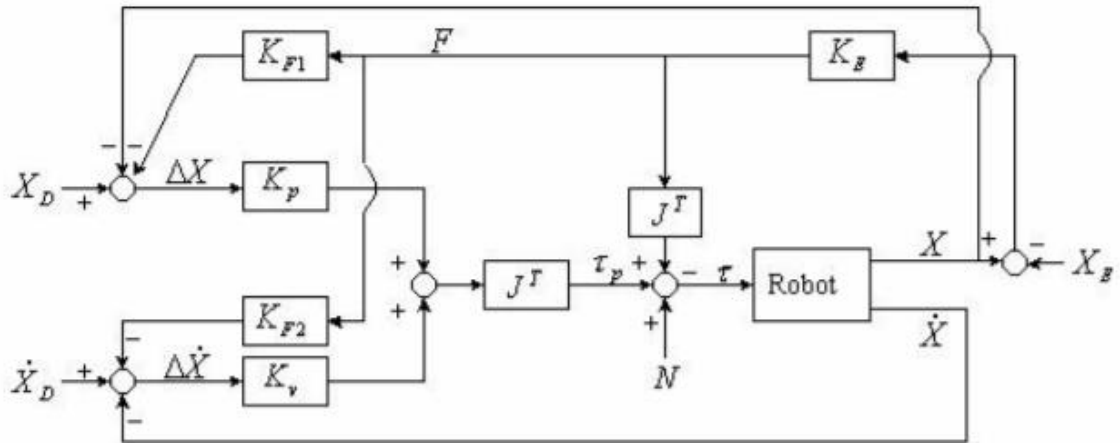 F
K_F1
K_E
− −
X_D
+
ΔX
K_p
J^T
X
+
−
X_E
+
+
J^T
τ_p
+
−
τ
Robot
+
N
Ẋ
K_F2
−
Ẋ_D
+
ΔẊ
K_v
−